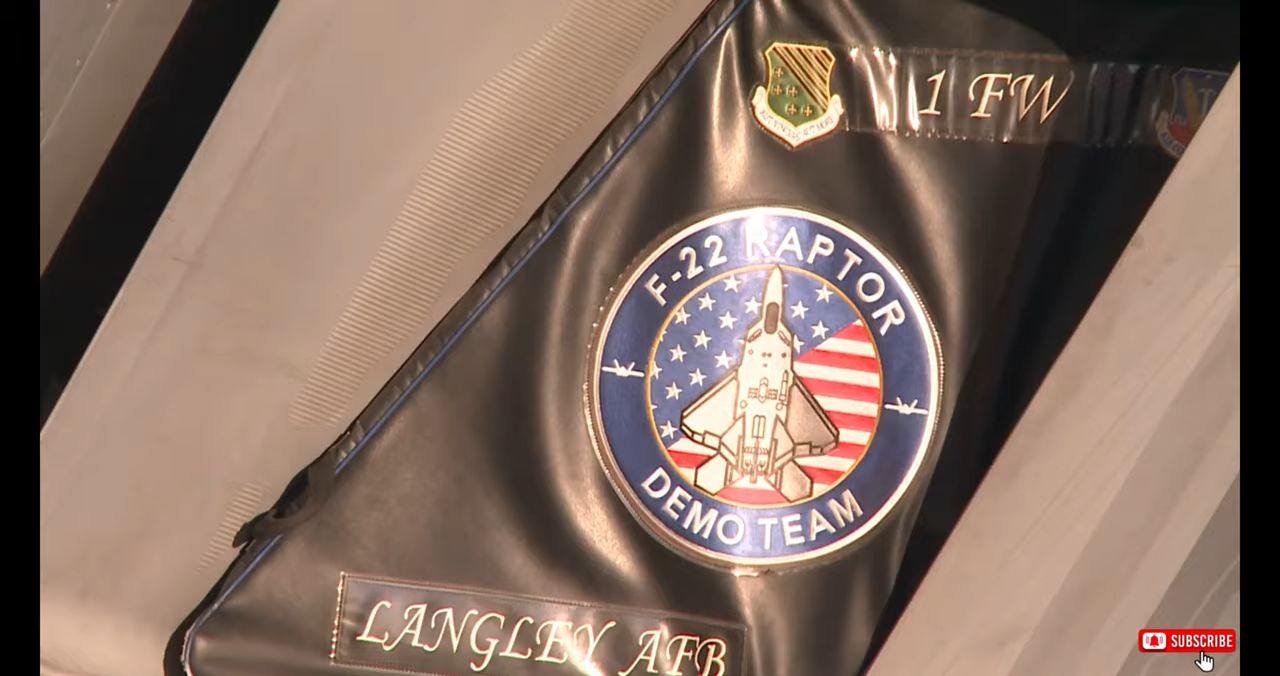 1 FW
F-22 RAPTOR
DEMO TEAM
LANGLEY AFB
SUBSCRIBE